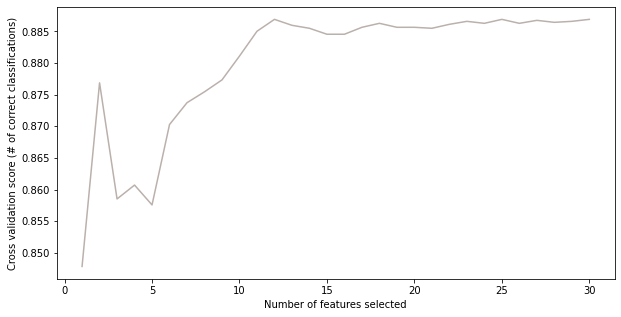 Cross validation score (# of correct classifications)
0.885
0.880
0.875
0.870
0.865
0.860
0.855
0.850
0 5 10 15 20 25 30
Number of features selected